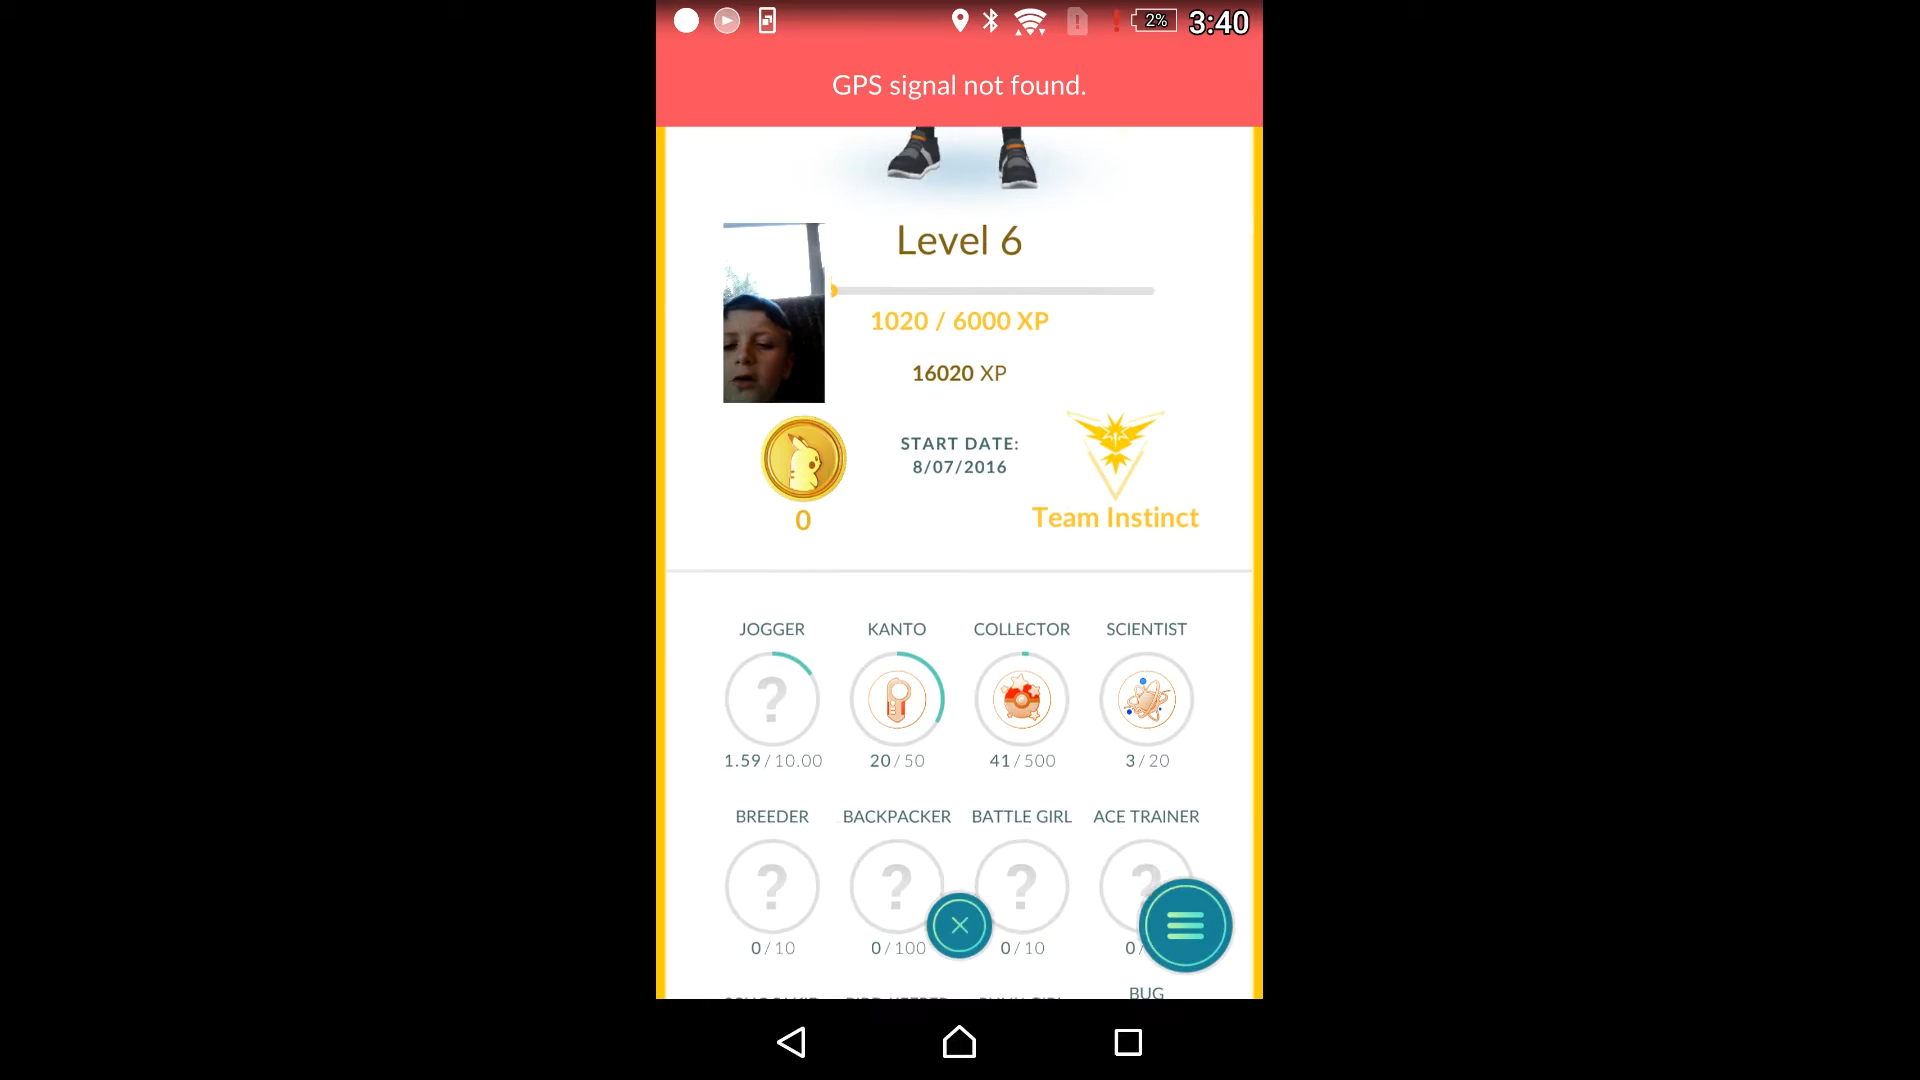 2% 3:40
GPS signal not found.
Level 6
1020 / 6000 XP
16020 XP
START DATE:
8/07/2016
0
Team Instinct
JOGGER KANTO COLLECTOR SCIENTIST
1.59 / 10.00 20 / 50 41 / 500 3 / 20
BREEDER BACKPACKER BATTLE GIRL ACE TRAINER
0 / 10 0 / 100 0 / 10 0 /
BUG